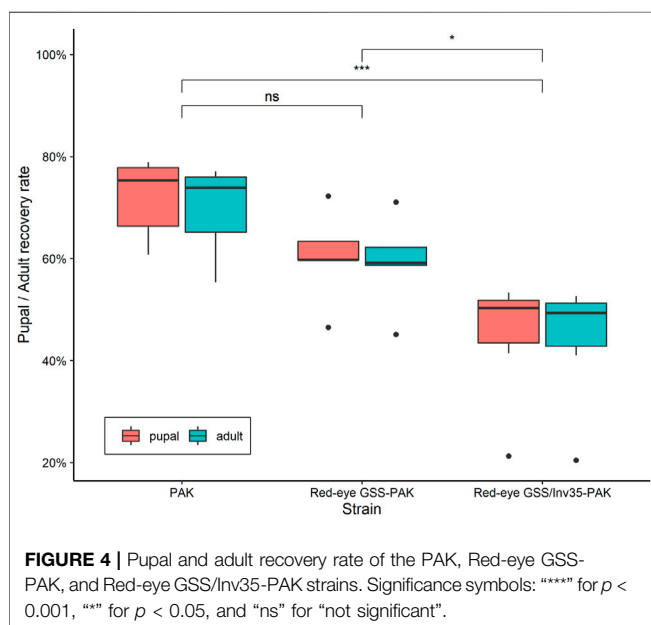 100%
80%
60%
40%
20%
Pupal / Adult recovery rate
*
***
ns
pupal
adult
PAK
Red-eye GSS-PAK
Red-eye GSS/Inv35-PAK
Strain
FIGURE 4 | Pupal and adult recovery rate of the PAK, Red-eye GSS-
PAK, and Red-eye GSS/Inv35-PAK strains. Significance symbols: “***” for p <
0.001, “*” for p < 0.05, and “ns” for “not significant”.